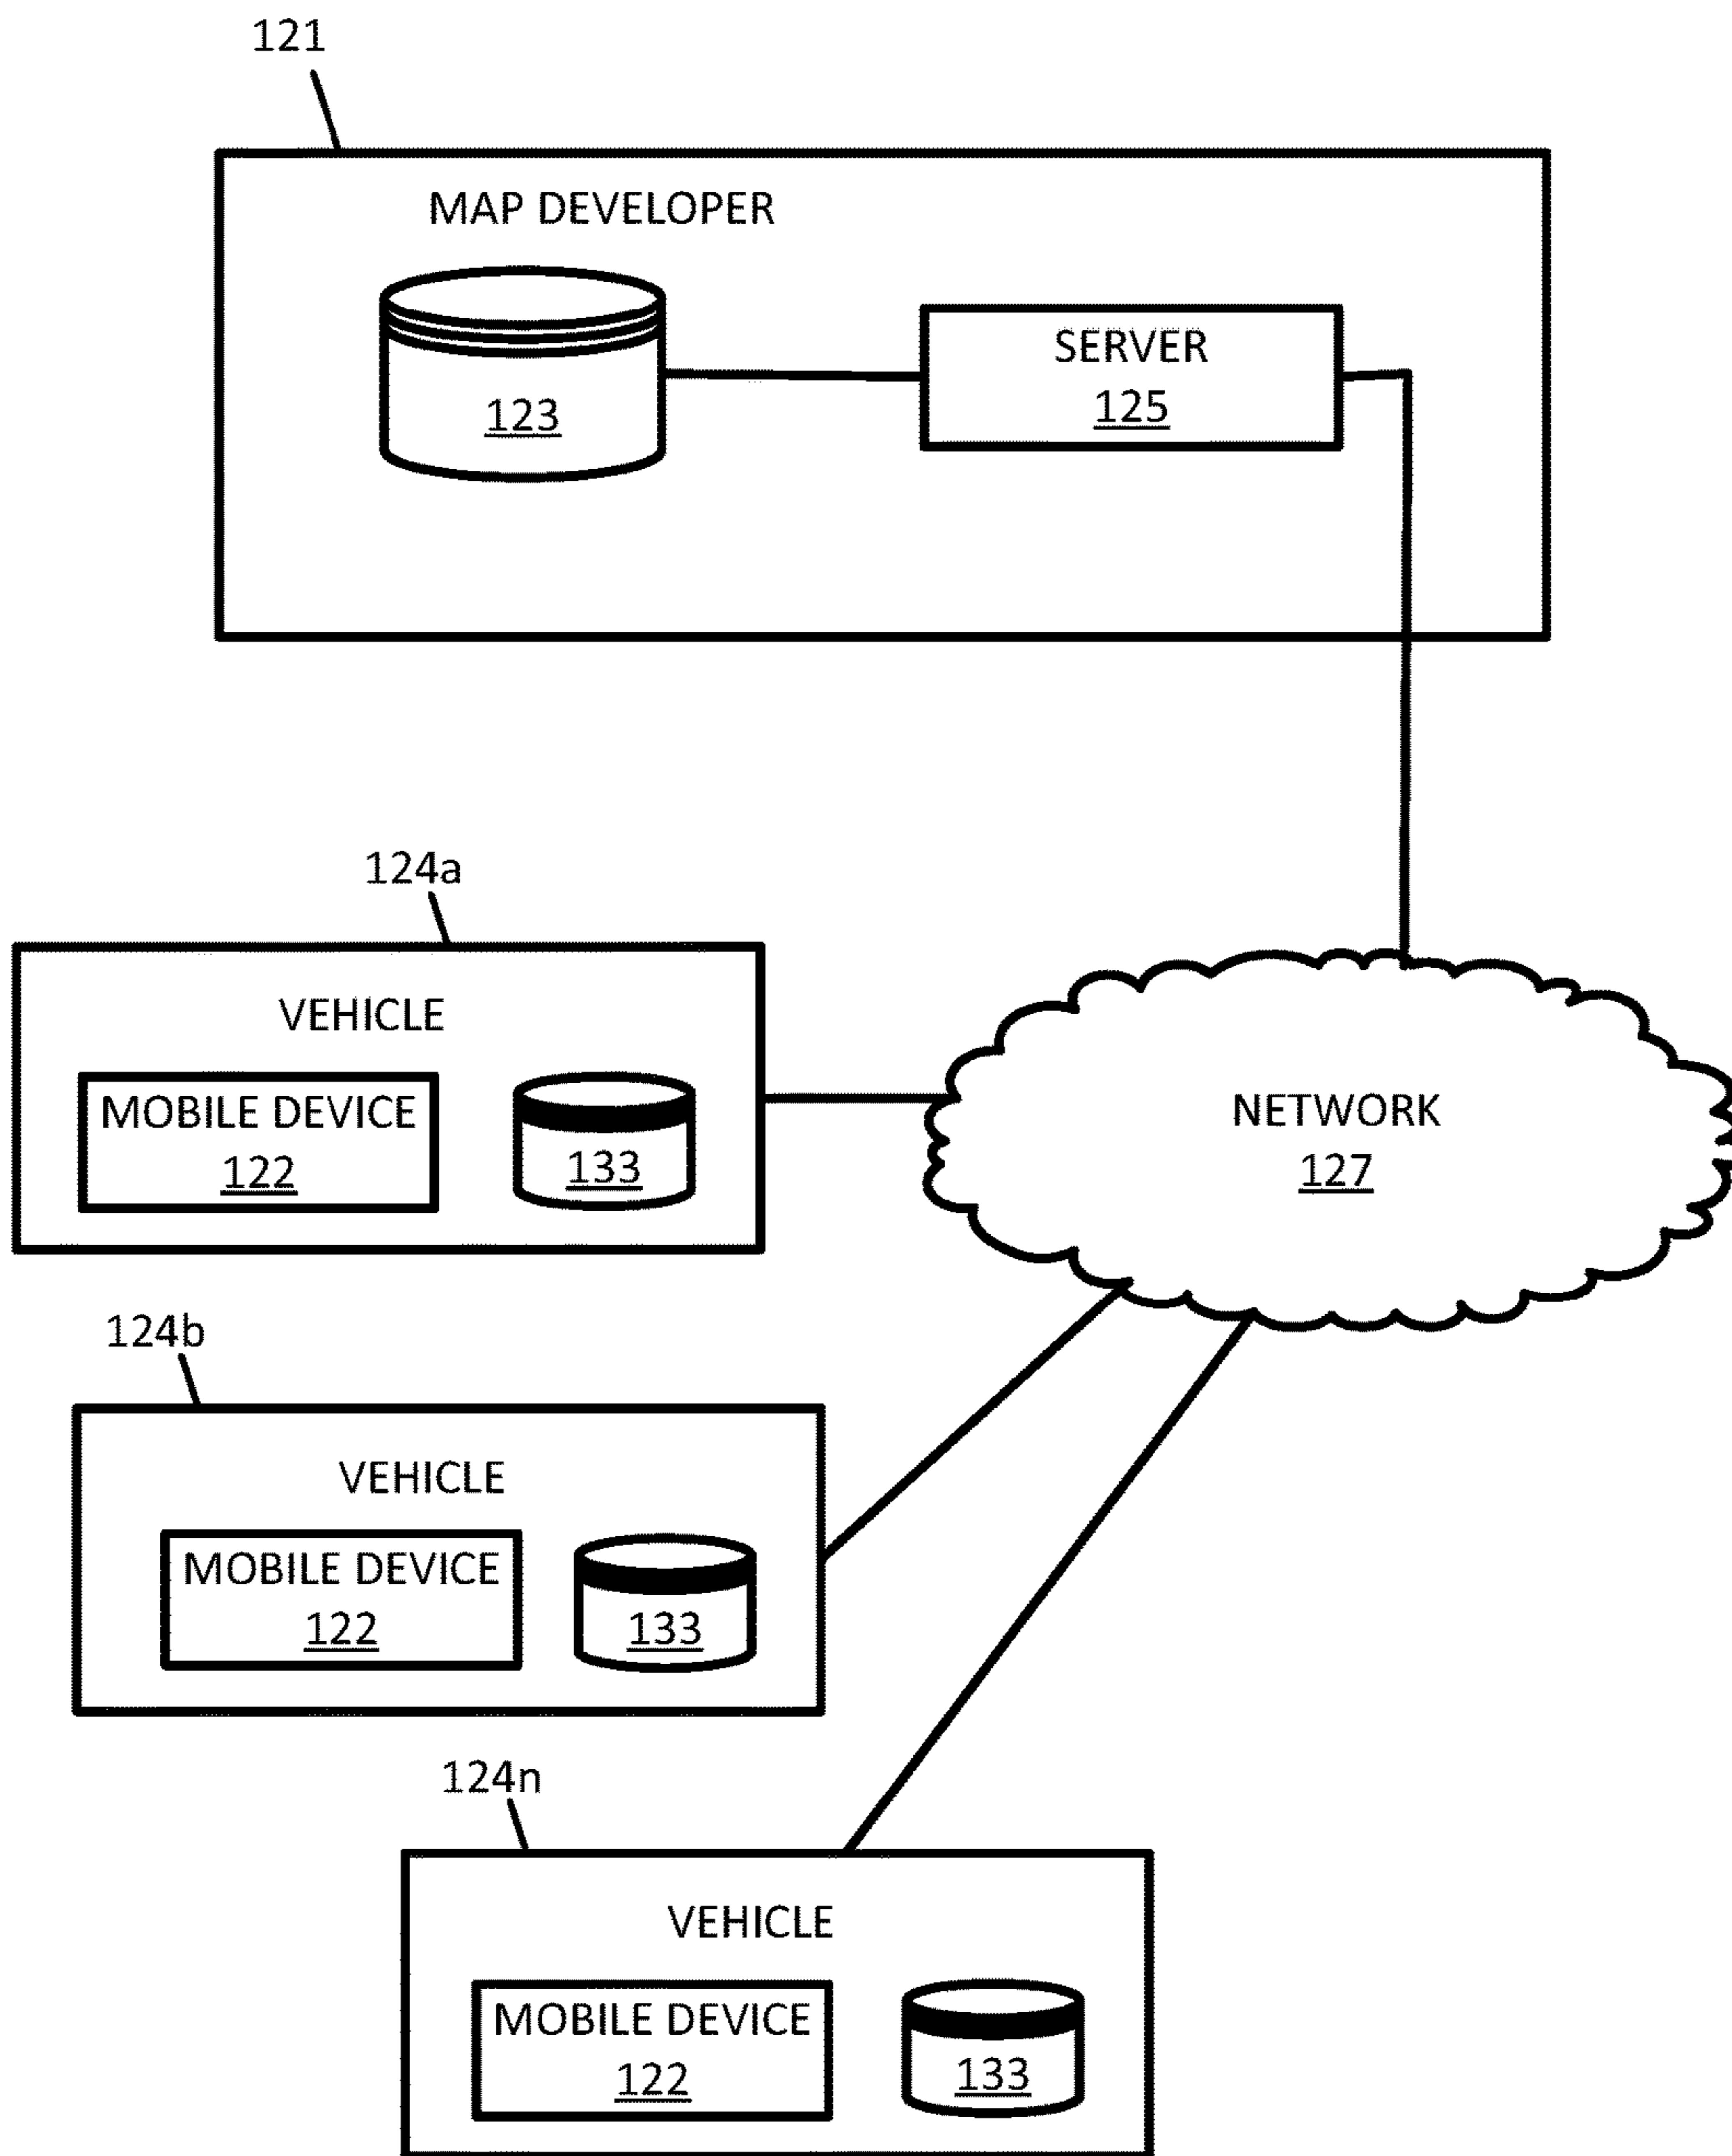 121
MAP DEVELOPER
123
SERVER
125
124a
VEHICLE
MOBILE DEVICE
122
133
NETWORK
127
124b
VEHICLE
MOBILE DEVICE
122
133
124n
VEHICLE
MOBILE DEVICE
122
133